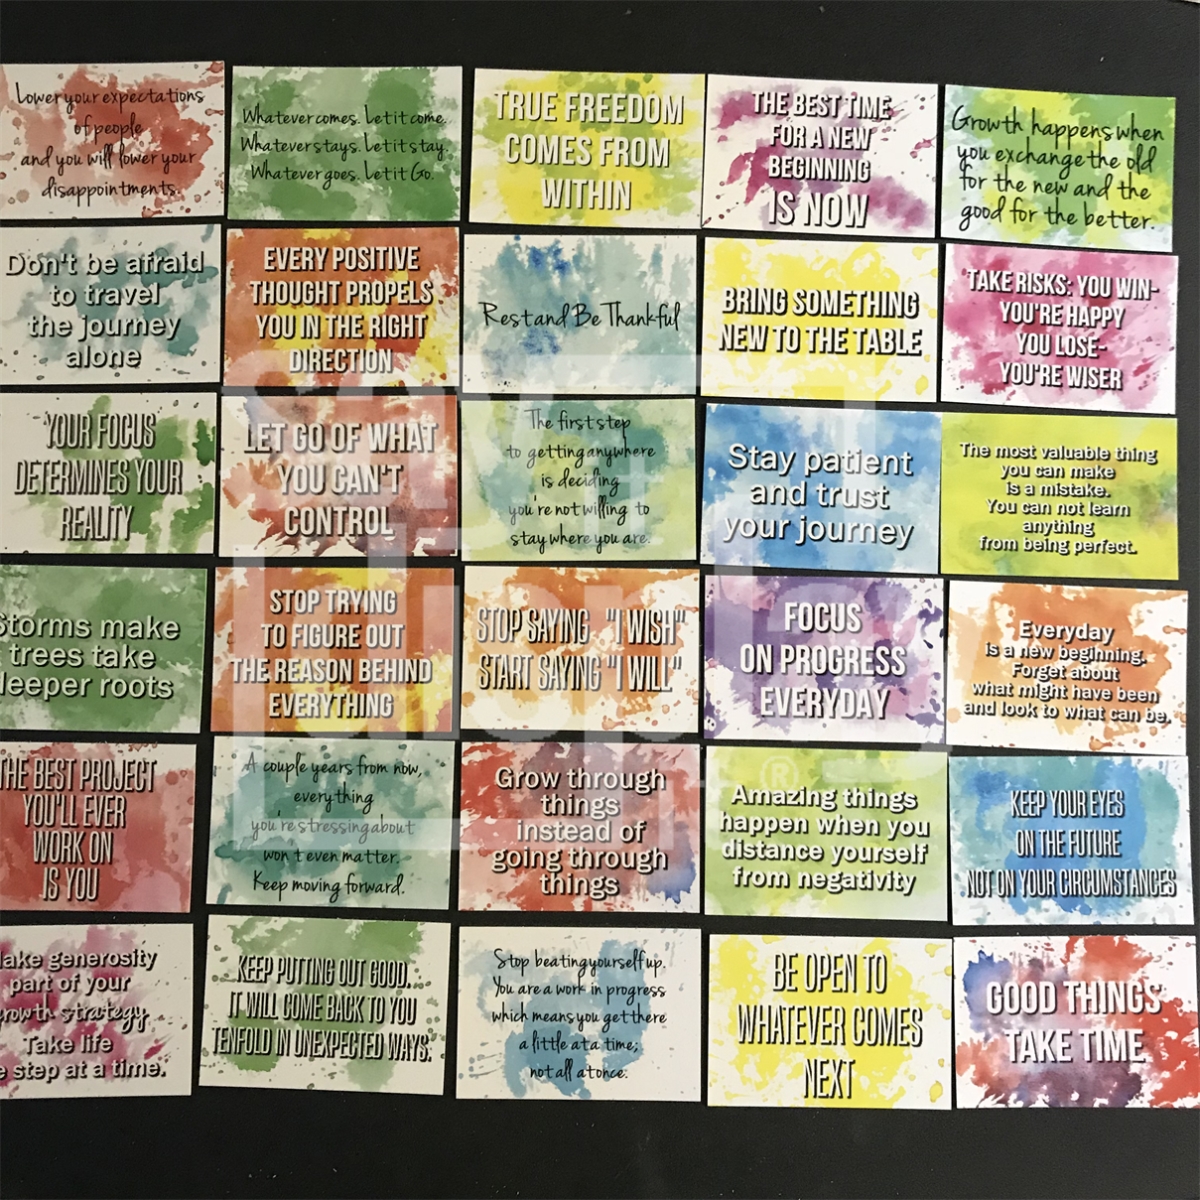 Lower your expectations
of people
and you will lower your
disappointments.
Whatever comes. Let it come.
Whatever stays. Let it stay.
Whatever goes. Let it Go.
TRUE FREEDOM
COMES FROM
WITHIN
THE BEST TIME
FOR A NEW
BEGINNING
IS NOW
Growth happens when
you exchange the old
for the new and the
good for the better.
Don't be afraid
to travel
the journey
alone
EVERY POSITIVE
THOUGHT PROPELS
YOU IN THE RIGHT
DIRECTION
Rest and Be Thankful
BRING SOMETHING
NEW TO THE TABLE
TAKE RISKS: YOU WIN-
YOU'RE HAPPY
YOU LOSE-
YOU'RE WISER
YOUR FOCUS
DETERMINES YOUR
REALITY
LET GO OF WHAT
YOU CAN'T
CONTROL
The first step
to getting anywhere
is deciding
you're not willing to
stay where you are.
Stay patient
and trust
your journey
The most valuable thing
you can make
is a mistake.
You can not learn
anything
from being perfect.
Storms make
trees take
deeper roots
STOP TRYING
TO FIGURE OUT
THE REASON BEHIND
EVERYTHING
STOP SAYING "I WISH"
START SAYING "I WILL"
FOCUS
ON PROGRESS
EVERYDAY
Everyday
is a new beginning.
Forget about
what might have been
and look to what can be.
THE BEST PROJECT
YOU'LL EVER
WORK ON
IS YOU
A couple years from now,
everything
you're stressing about
won't even matter.
Keep moving forward.
Grow through
things
instead of
going through
things
Amazing things
happen when you
distance yourself
from negativity
KEEP YOUR EYES
ON THE FUTURE
NOT ON YOUR CIRCUMSTANCES
Make generosity
part of your
growth strategy
Take life
step at a time.
KEEP PUTTING OUT GOOD.
IT WILL COME BACK TO YOU
TENFOLD IN UNEXPECTED WAYS.
Stop beating yourself up.
You are a work in progress
which means you get there
a little at a time;
not all at once.
BE OPEN TO
WHATEVER COMES
NEXT
GOOD THINGS
TAKE TIME